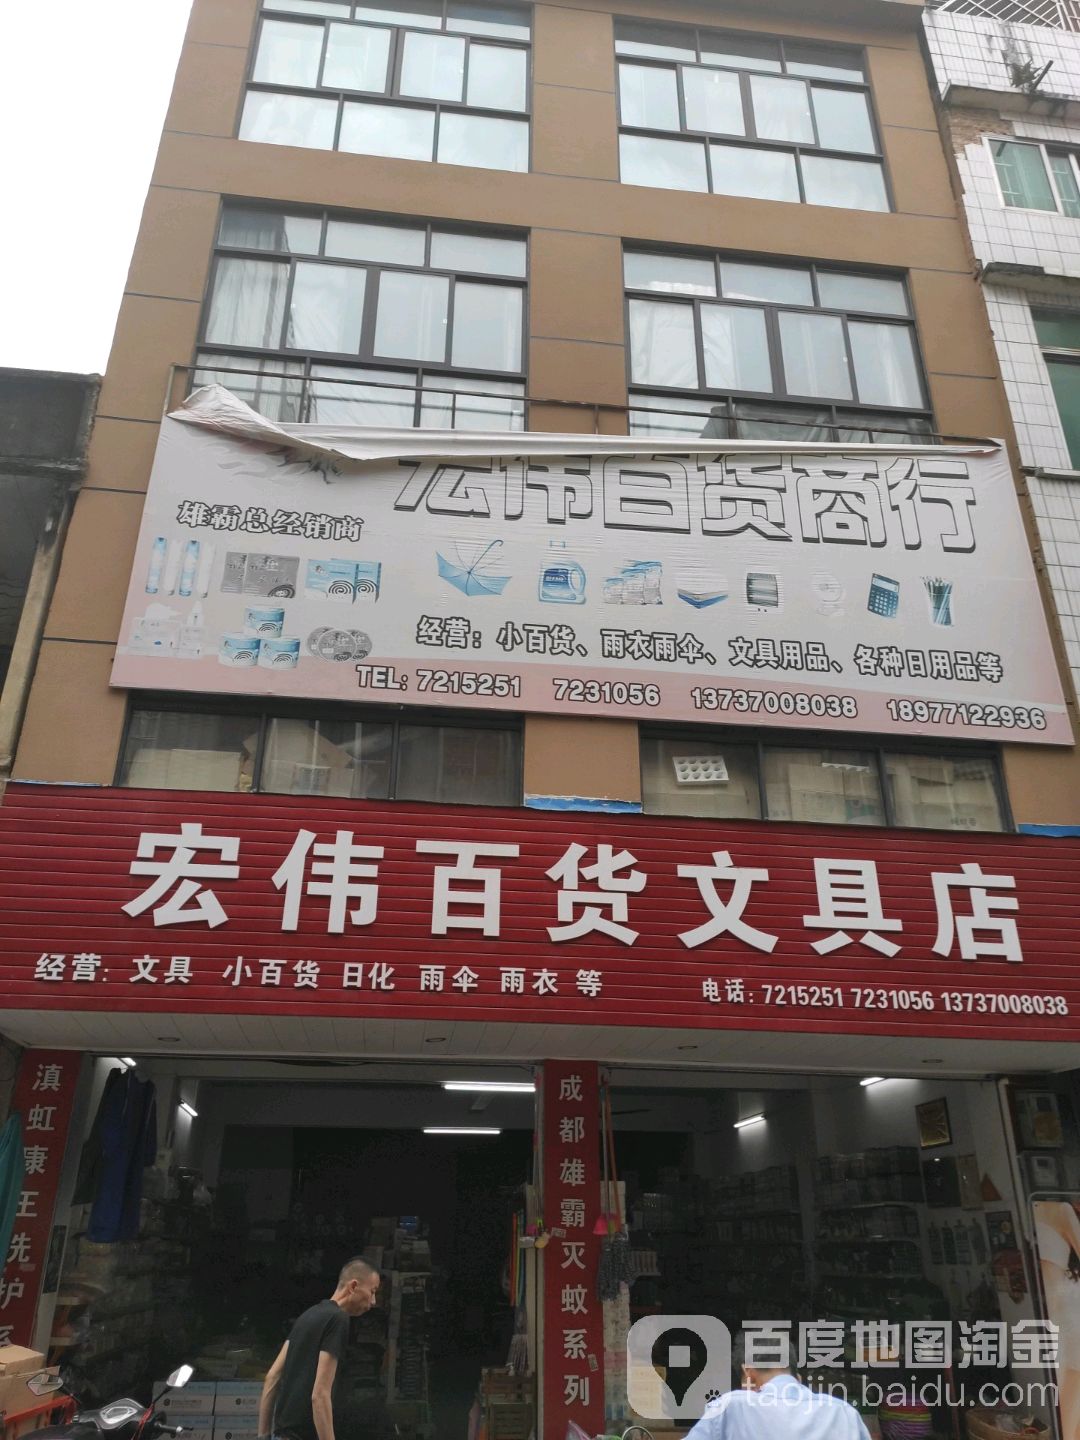 宏伟百货商行
雄霸总经销商
经营：小百货、雨衣雨伞、文具用品、各种日用品等
TEL: 7215251 7231056 13737008038 18977122936
宏伟百货文具店
经营：文具 小百货 日化 雨伞 雨衣 等
电话：7215251 7231056 13737008038
滇虹康王洗护系
成都雄霸灭蚊系列
百度地图淘金
taojin.baidu.com